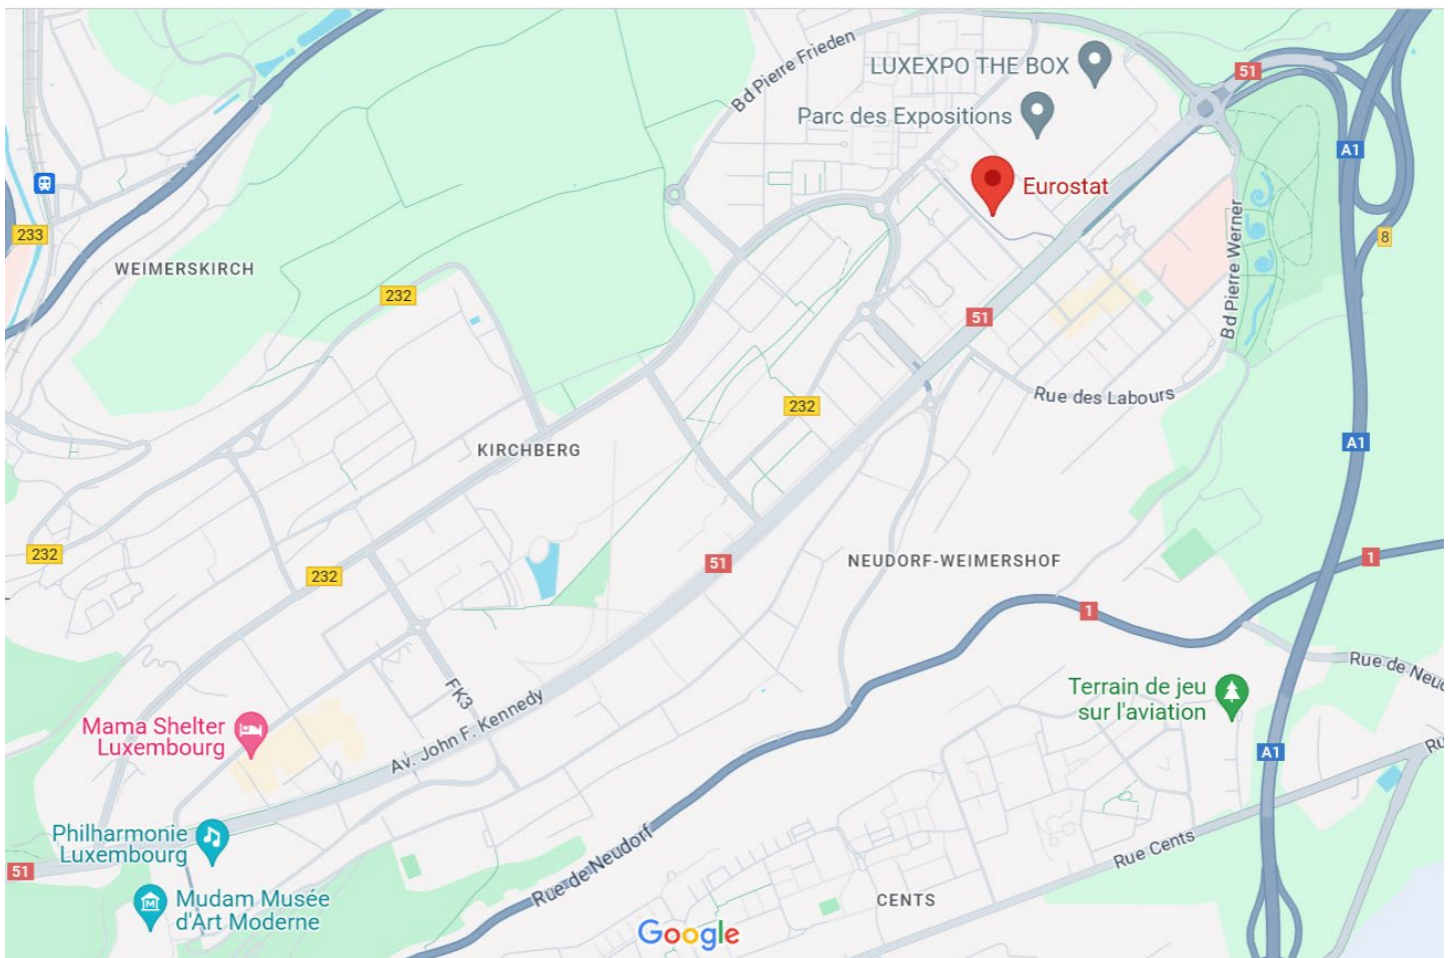 Bd Pierre Frieden
LUXEXPO THE BOX
51
Parc des Expositions
A1
Eurostat
233
8
WEIMERSKIRCH
Bd Pierre Werner
232
51
Rue des Labours
232
A1
KIRCHBERG
232
51
NEUDORF-WEIMERSHOF
1
232
1
Rue de Neud
FK3
Terrain de jeu
sur l'aviation
Mama Shelter
Luxembourg
Av. John F. Kennedy
A1
Ru
Philharmonie
Luxembourg
Rue Cents
51
Rue de Neudorf
Mudam Musée
d'Art Moderne
CENTS
Google